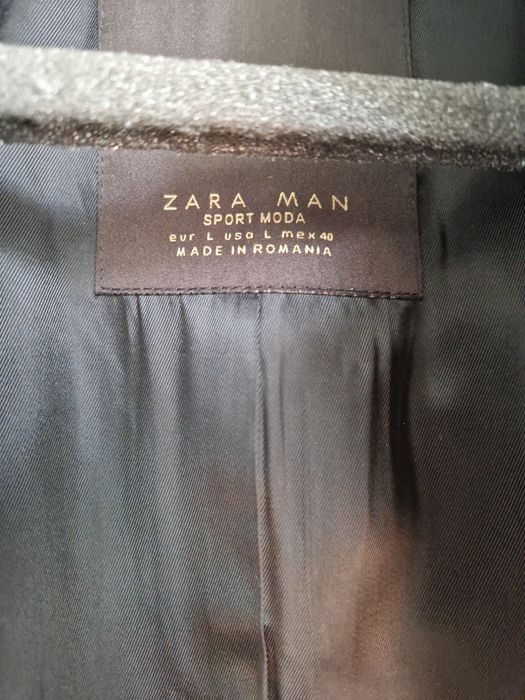 ZARA MAN
SPORT MODA
eur L usa L mex 40
MADE IN ROMANIA